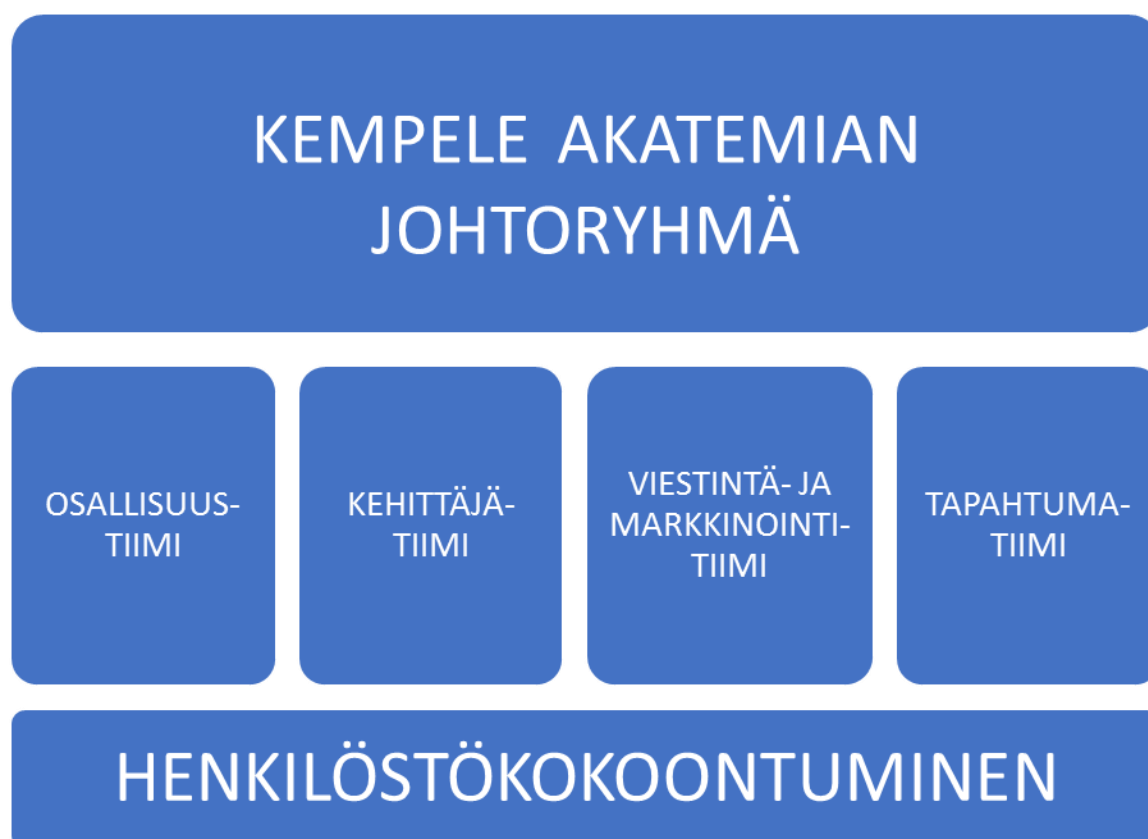 KEMPELE AKATEMIAN
JOHTORYHMÄ
OSALLISUUS-
TIIMI
KEHITTÄJÄ-
TIIMI
VIESTINTÄ- JA
MARKKINOINTI-
TIIMI
TAPAHTUMA-
TIIMI
HENKILÖSTÖKOKOONTUMINEN